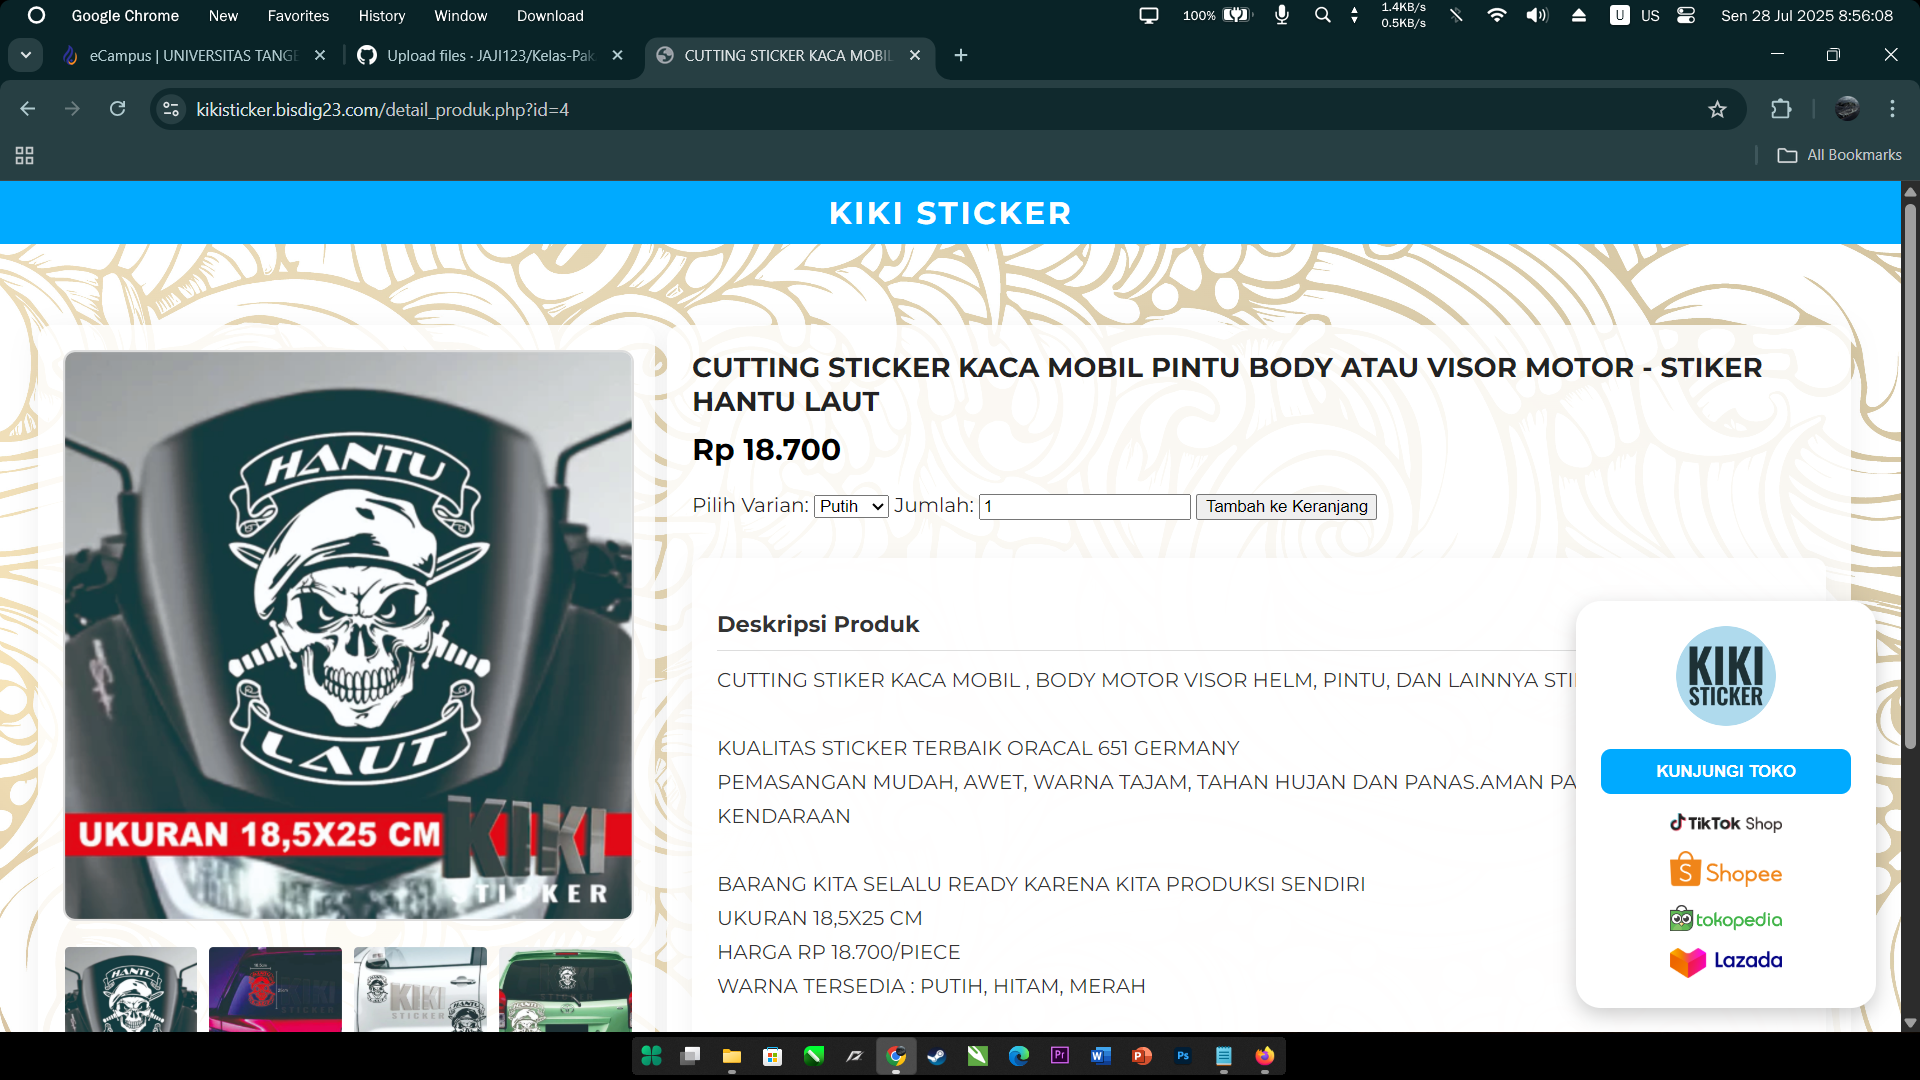 Google Chrome New Favorites History Window Download 100% 1.4KB/s 0.5KB/s U US Sen 28 Jul 2025 8:56:08
eCampus | UNIVERSITAS TANGE Upload files · JAJI123/Kelas-Pak CUTTING STICKER KACA MOBIL
kikisticker.bisdig23.com/detail_produk.php?id=4
All Bookmarks
KIKI STICKER
HANTU
LAUT
UKURAN 18,5X25 CM
KIKI
STICKER
CUTTING STICKER KACA MOBIL PINTU BODY ATAU VISOR MOTOR - STIKER
HANTU LAUT
Rp 18.700
Pilih Varian: Putih Jumlah: 1 Tambah ke Keranjang
Deskripsi Produk
CUTTING STIKER KACA MOBIL , BODY MOTOR VISOR HELM, PINTU, DAN LAINNYA
KUALITAS STICKER TERBAIK ORACAL 651 GERMANY
PEMASANGAN MUDAH, AWET, WARNA TAJAM, TAHAN HUJAN DAN PANAS.AMAN
KENDARAAN
BARANG KITA SELALU READY KARENA KITA PRODUKSI SENDIRI
UKURAN 18,5X25 CM
HARGA RP 18.700/PIECE
WARNA TERSEDIA : PUTIH, HITAM, MERAH
KIKI
STICKER
KUNJUNGI TOKO
TikTok Shop
Shopee
tokopedia
Lazada
HANTU
HANTU
KIKI
STICKER